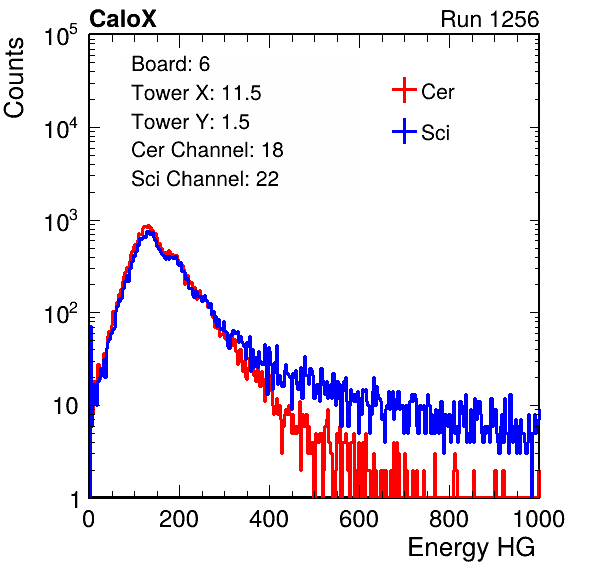 CaloX Run 1256
Counts
10^5
10^4
10^3
10^2
10
1
Board: 6
Tower X: 11.5
Tower Y: 1.5
Cer Channel: 18
Sci Channel: 22
Cer
Sci
0 200 400 600 800 1000
Energy HG